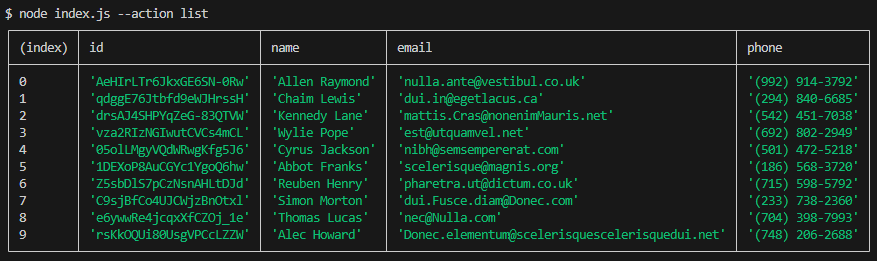 $ node index.js --action list
(index) id name email phone
0 'AeHIrLTr6JkxGE6SN-0Rw' 'Allen Raymond' 'nulla.ante@vestibul.co.uk' '(992) 914-3792'
1 'qdggE76Jtbfd9eWJHrssH' 'Chaim Lewis' 'dui.in@egetlacus.ca' '(294) 840-6685'
2 'drsAJ4SHPYqZeG-83QTVW' 'Kennedy Lane' 'mattis.Cras@nonenimMauris.net' '(542) 451-7038'
3 'vza2RIzNGIwutCVCs4mCL' 'Wylie Pope' 'est@utquamvel.net' '(692) 802-2949'
4 '05olLMgyVQdWRwgKfg5J6' 'Cyrus Jackson' 'nibh@semsempererat.com' '(501) 472-5218'
5 '1DEXoP8AuCGYc1YgoQ6hw' 'Abbot Franks' 'scelerisque@magnis.org' '(186) 568-3720'
6 'Z5sbDlS7pCzNsnAHLtDJd' 'Reuben Henry' 'pharetra.ut@dictum.co.uk' '(715) 598-5792'
7 'C9sjBfCo4UJCWjzBnOtxl' 'Simon Morton' 'dui.Fusce.diam@Donec.com' '(233) 738-2360'
8 'e6ywwRe4jcqxXfCZOj_1e' 'Thomas Lucas' 'nec@Nulla.com' '(704) 398-7993'
9 'rsKkOQUi80UsgVPCcLZZW' 'Alec Howard' 'Donec.elementum@scelerisquescelerisquedui.net' '(748) 206-2688'